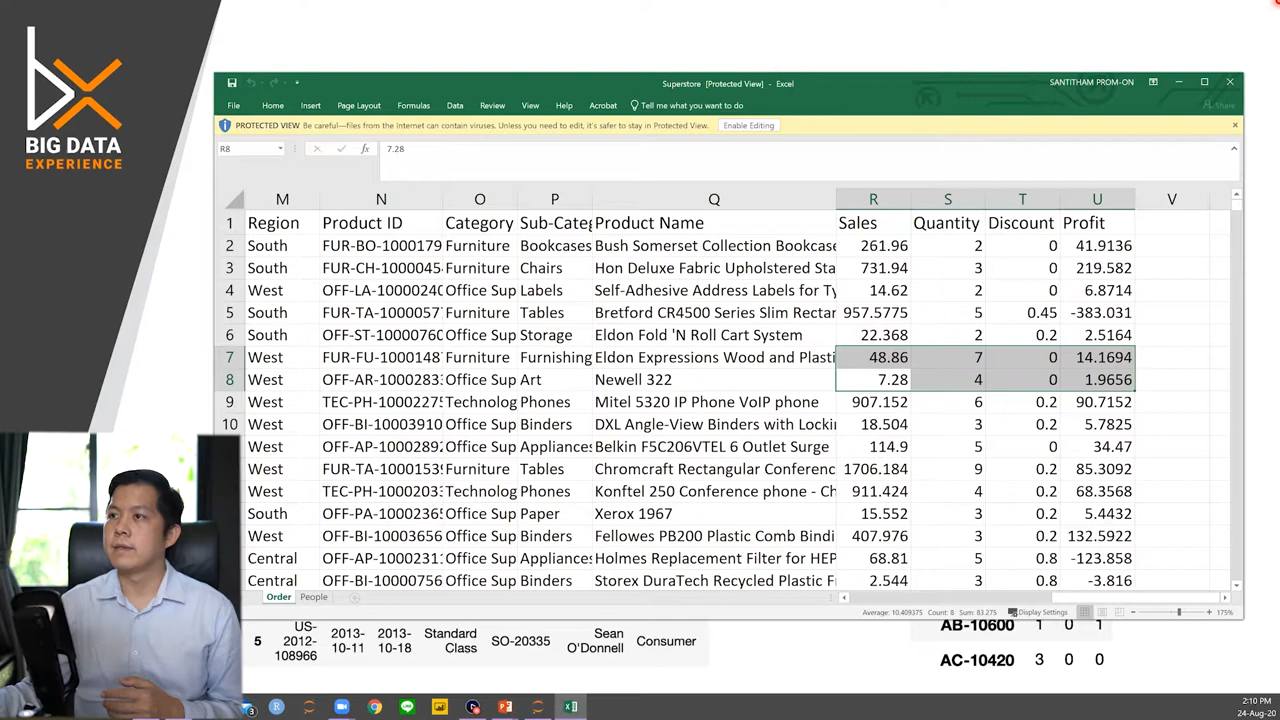 BIG DATA
EXPERIENCE
Superstore [Protected View] - Excel
SANTITHAM PROM-ON
File Home Insert Page Layout Formulas Data Review View Help Acrobat Tell me what you want to do Share
PROTECTED VIEW Be careful—files from the Internet can contain viruses. Unless you need to edit, it's safer to stay in Protected View. Enable Editing
R8 fx 7.28
M N O P Q R S T U V
1 Region Product ID Category Sub-Categ Product Name Sales Quantity Discount Profit
2 South FUR-BO-1000179 Furniture Bookcases Bush Somerset Collection Bookcase 261.96 2 0 41.9136
3 South FUR-CH-1000045 Furniture Chairs Hon Deluxe Fabric Upholstered Sta 731.94 3 0 219.582
4 West OFF-LA-1000024 Office Sup Labels Self-Adhesive Address Labels for Ty 14.62 2 0 6.8714
5 South FUR-TA-1000057 Furniture Tables Bretford CR4500 Series Slim Rectan 957.5775 5 0.45 -383.031
6 South OFF-ST-1000076 Office Sup Storage Eldon Fold 'N Roll Cart System 22.368 2 0.2 2.5164
7 West FUR-FU-1000148 Furniture Furnishing Eldon Expressions Wood and Plasti 48.86 7 0 14.1694
8 West OFF-AR-1000283 Office Sup Art Newell 322 7.28 4 0 1.9656
9 West TEC-PH-1000227 Technolog Phones Mitel 5320 IP Phone VoIP phone 907.152 6 0.2 90.7152
10 West OFF-BI-10003910 Office Sup Binders DXL Angle-View Binders with Lockin 18.504 3 0.2 5.7825
West OFF-AP-1000289 Office Sup Appliances Belkin F5C206VTEL 6 Outlet Surge 114.9 5 0 34.47
West FUR-TA-1000153 Furniture Tables Chromcraft Rectangular Conferenc 1706.184 9 0.2 85.3092
West TEC-PH-1000203 Technolog Phones Konftel 250 Conference phone - Ch 911.424 4 0.2 68.3568
South OFF-PA-1000236 Office Sup Paper Xerox 1967 15.552 3 0.2 5.4432
West OFF-BI-10003656 Office Sup Binders Fellowes PB200 Plastic Comb Bind 407.976 3 0.2 132.5922
Central OFF-AP-1000231 Office Sup Appliances Holmes Replacement Filter for HEP 68.81 5 0.8 -123.858
Central OFF-BI-10000756 Office Sup Binders Storex DuraTech Recycled Plastic F 2.544 3 0.8 -3.816
Order People
Average: 10.409375 Count: 8 Sum: 83.275 Display Settings 175%
5 US-2012-108966 2013-10-11 2013-10-18 Standard Class SO-20335 Sean O'Donnell Consumer
AB-10600 1 0 1
AC-10420 3 0 0
2:10 PM
24-Aug-20